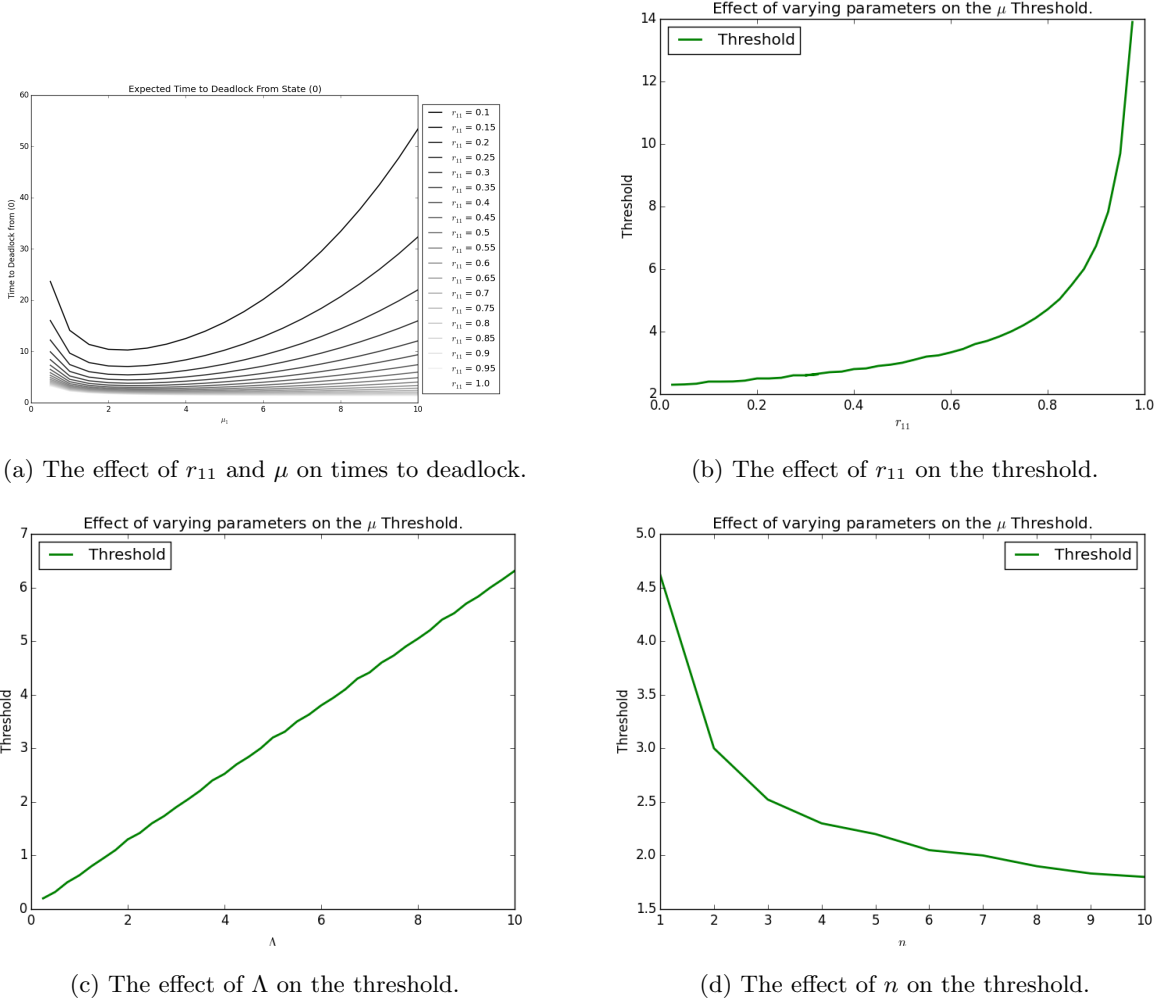 Expected Time to Deadlock From State (0)
60
50
40
30
20
10
0
Time to Deadlock from (0)
0 2 4 6 8 10
μ₁
r₁₁ = 0.1
r₁₁ = 0.15
r₁₁ = 0.2
r₁₁ = 0.25
r₁₁ = 0.3
r₁₁ = 0.35
r₁₁ = 0.4
r₁₁ = 0.45
r₁₁ = 0.5
r₁₁ = 0.55
r₁₁ = 0.6
r₁₁ = 0.65
r₁₁ = 0.7
r₁₁ = 0.75
r₁₁ = 0.8
r₁₁ = 0.85
r₁₁ = 0.9
r₁₁ = 0.95
r₁₁ = 1.0
(a) The effect of r₁₁ and μ on times to deadlock.
Effect of varying parameters on the μ Threshold.
Threshold
14
12
10
8
6
4
2
Threshold
0.0 0.2 0.4 0.6 0.8 1.0
r₁₁
(b) The effect of r₁₁ on the threshold.
Effect of varying parameters on the μ Threshold.
Threshold
7
6
5
4
3
2
1
0
Threshold
0 2 4 6 8 10
Λ
(c) The effect of Λ on the threshold.
Effect of varying parameters on the μ Threshold.
Threshold
5.0
4.5
4.0
3.5
3.0
2.5
2.0
1.5
Threshold
1 2 3 4 5 6 7 8 9 10
n
(d) The effect of n on the threshold.